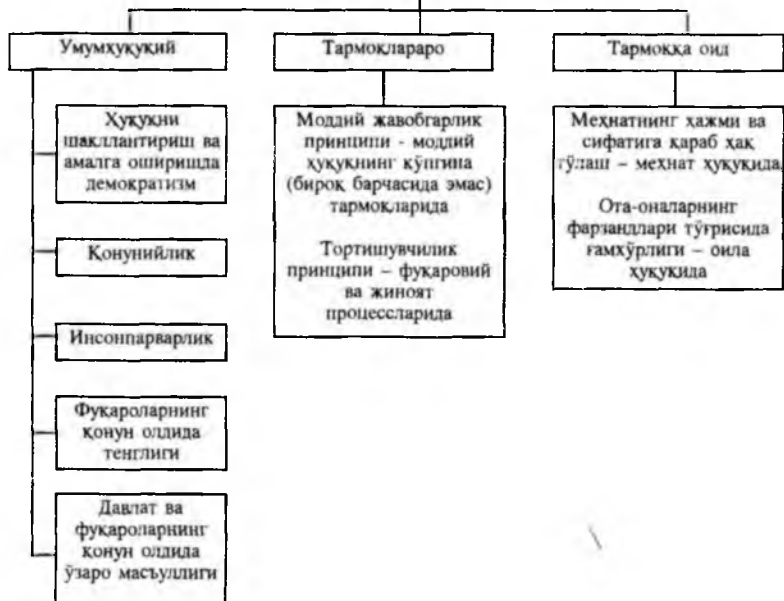 Умумҳуқуқий
Тармоқлараро
Тармоққа оид
Ҳуқуқни
шакллантириш ва
амалга оширишда
демократизм
Қонунийлик
Инсонпарварлик
Фуқароларнинг
қонун олдида
тенглиги
Давлат ва
фуқароларнинг
қонун олдида
ўзаро масъуллиги
Моддий жавобгарлик
принципи - моддий
ҳуқуқнинг кўпгина
(бироқ барчасида эмас)
тармоқларида
Тортишувчилик
принципи – фуқаровий
ва жиноят
процессларида
Меҳнатнинг ҳажми ва
сифатига қараб ҳақ
тўлаш – меҳнат ҳуқуқида.
Ота-оналарнинг
фарзандлари тўғрисида
ғамхўрлиги – оила
ҳуқуқида